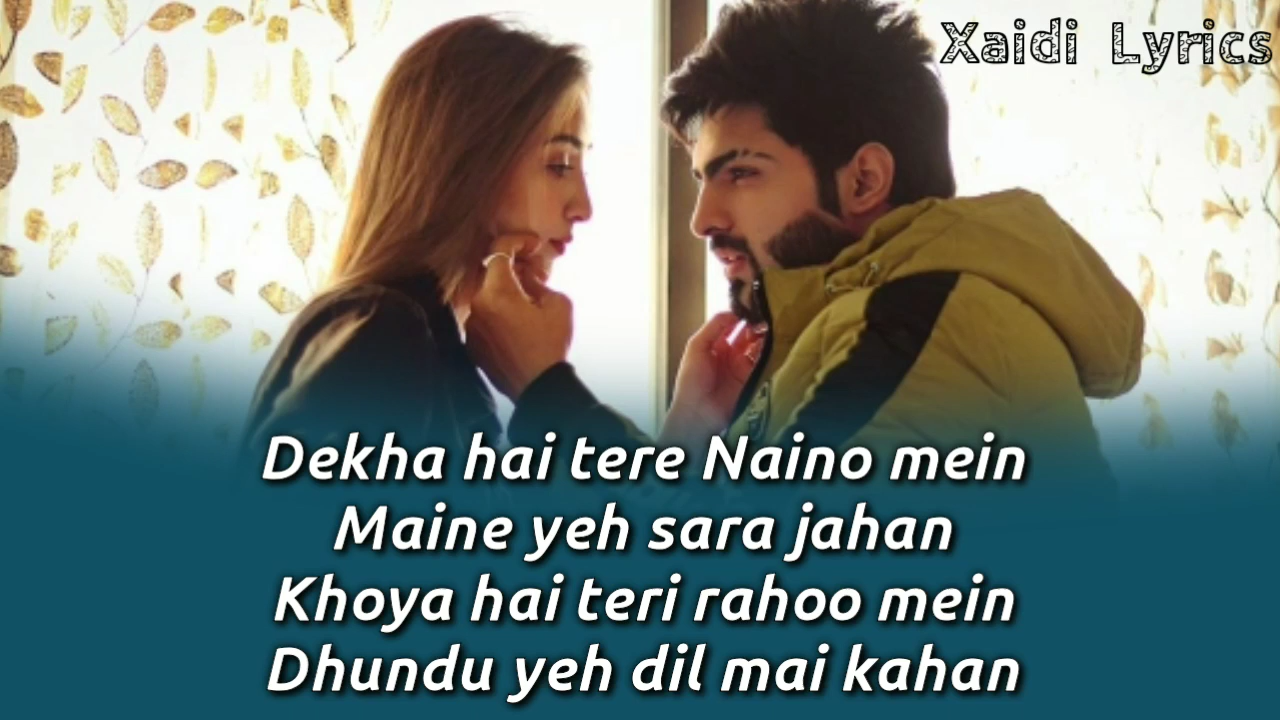 Xaidi Lyrics
Dekha hai tere Naino mein
Maine yeh sara jahan
Khoya hai teri rahoo mein
Dhundu yeh dil mai kahan